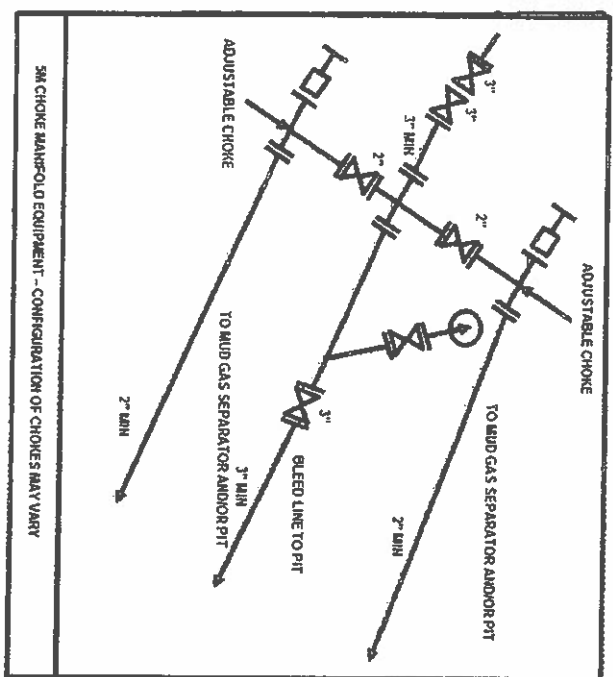 ADJUSTABLE CHOKE
TO MUD GAS SEPARATOR AND/OR PIT
2" MIN
2"
3"
3"
3" MIN
BLEED LINE TO PIT
3"
3" MIN
2"
ADJUSTABLE CHOKE
TO MUD GAS SEPARATOR AND/OR PIT
2" MIN
5M CHOKE MANIFOLD EQUIPMENT – CONFIGURATION OF CHOKES MAY VARY